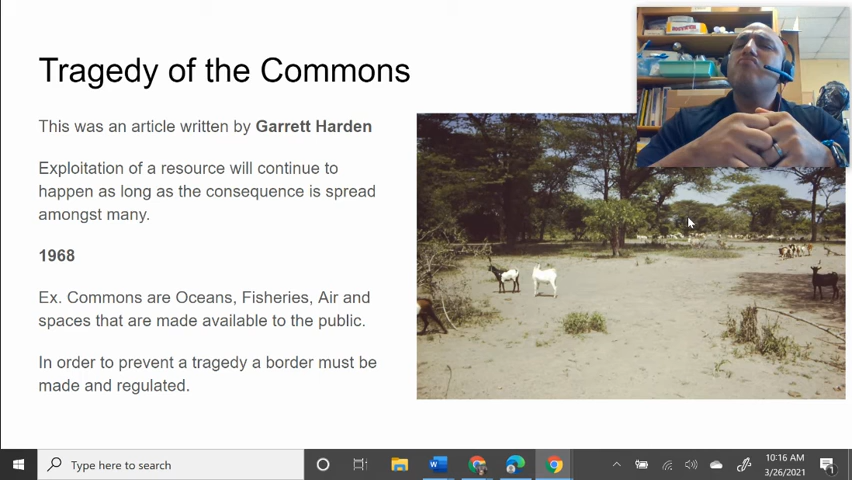 Tragedy of the Commons
This was an article written by Garrett Harden
Exploitation of a resource will continue to
happen as long as the consequence is spread
amongst many.
1968
Ex. Commons are Oceans, Fisheries, Air and
spaces that are made available to the public.
In order to prevent a tragedy a border must be
made and regulated.
Type here to search
10:16 AM
3/26/2021